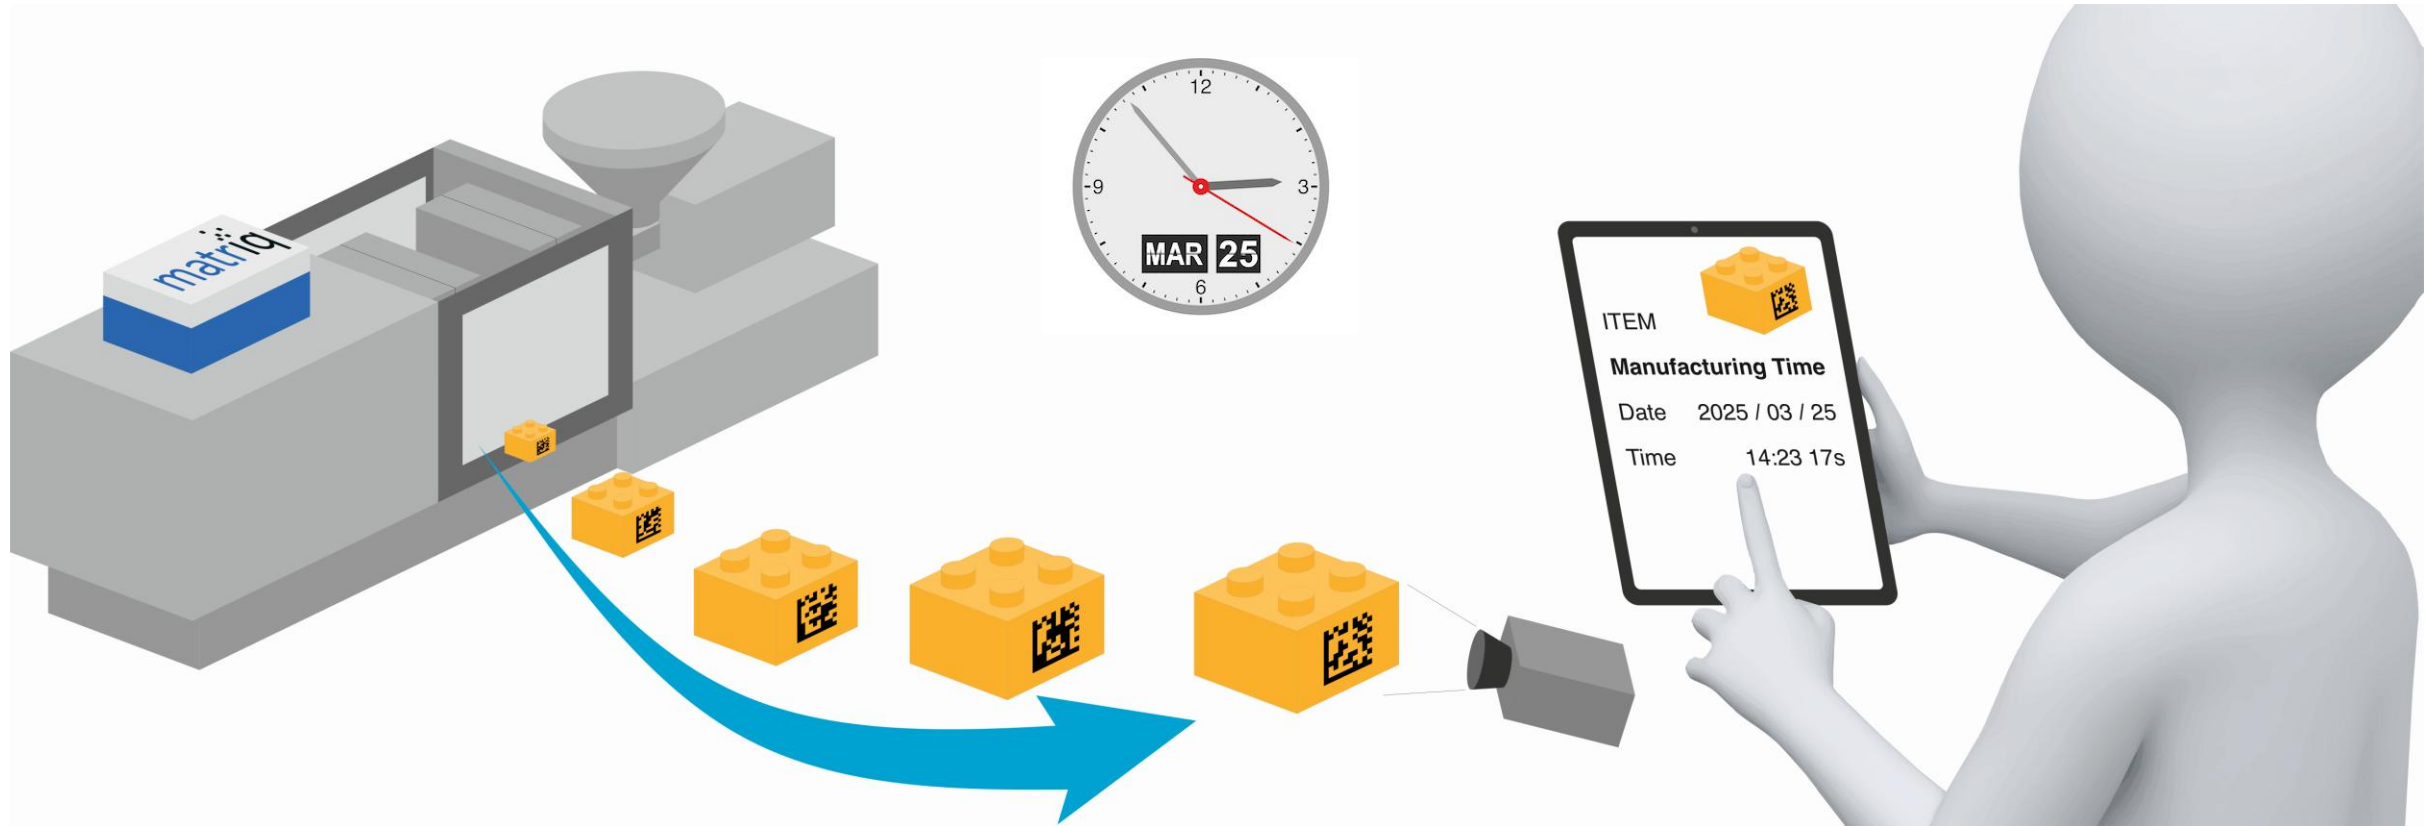 matriq
12
9
3
MAR 25
6
ITEM
Manufacturing Time
Date 2025 / 03 / 25
Time 14:23 17s